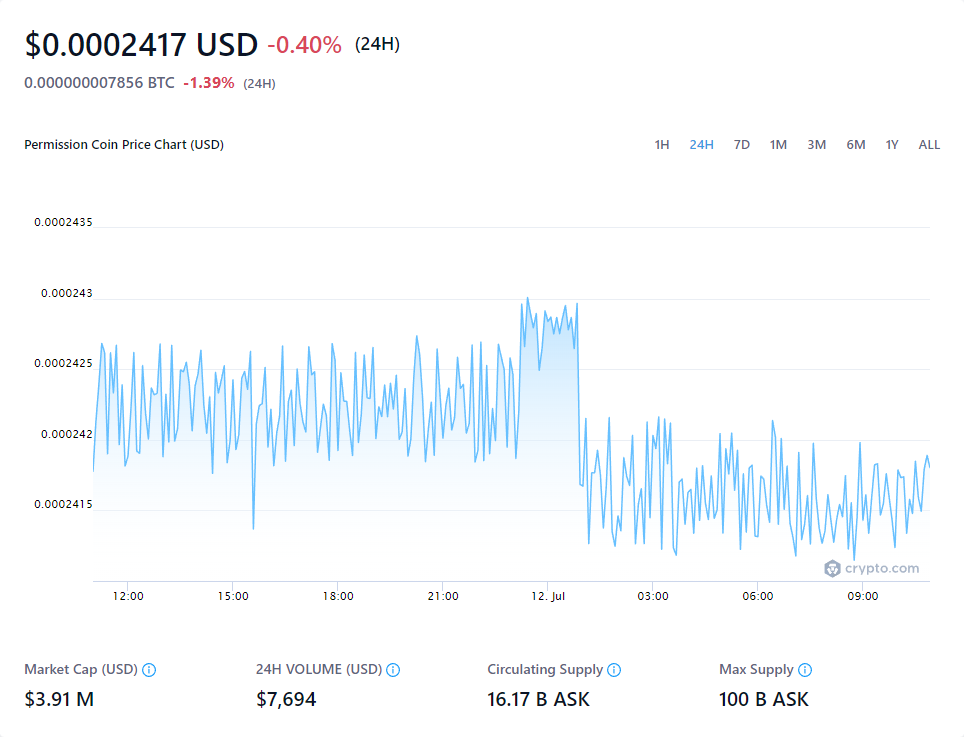 $0.0002417 USD -0.40% (24H)
0.000000007856 BTC -1.39% (24H)
Permission Coin Price Chart (USD) 1H 24H 7D 1M 3M 6M 1Y ALL
0.0002435
0.000243
0.0002425
0.000242
0.0002415
crypto.com
12:00 15:00 18:00 21:00 12. Jul 03:00 06:00 09:00
Market Cap (USD) 24H VOLUME (USD) Circulating Supply Max Supply
$3.91 M $7,694 16.17 B ASK 100 B ASK